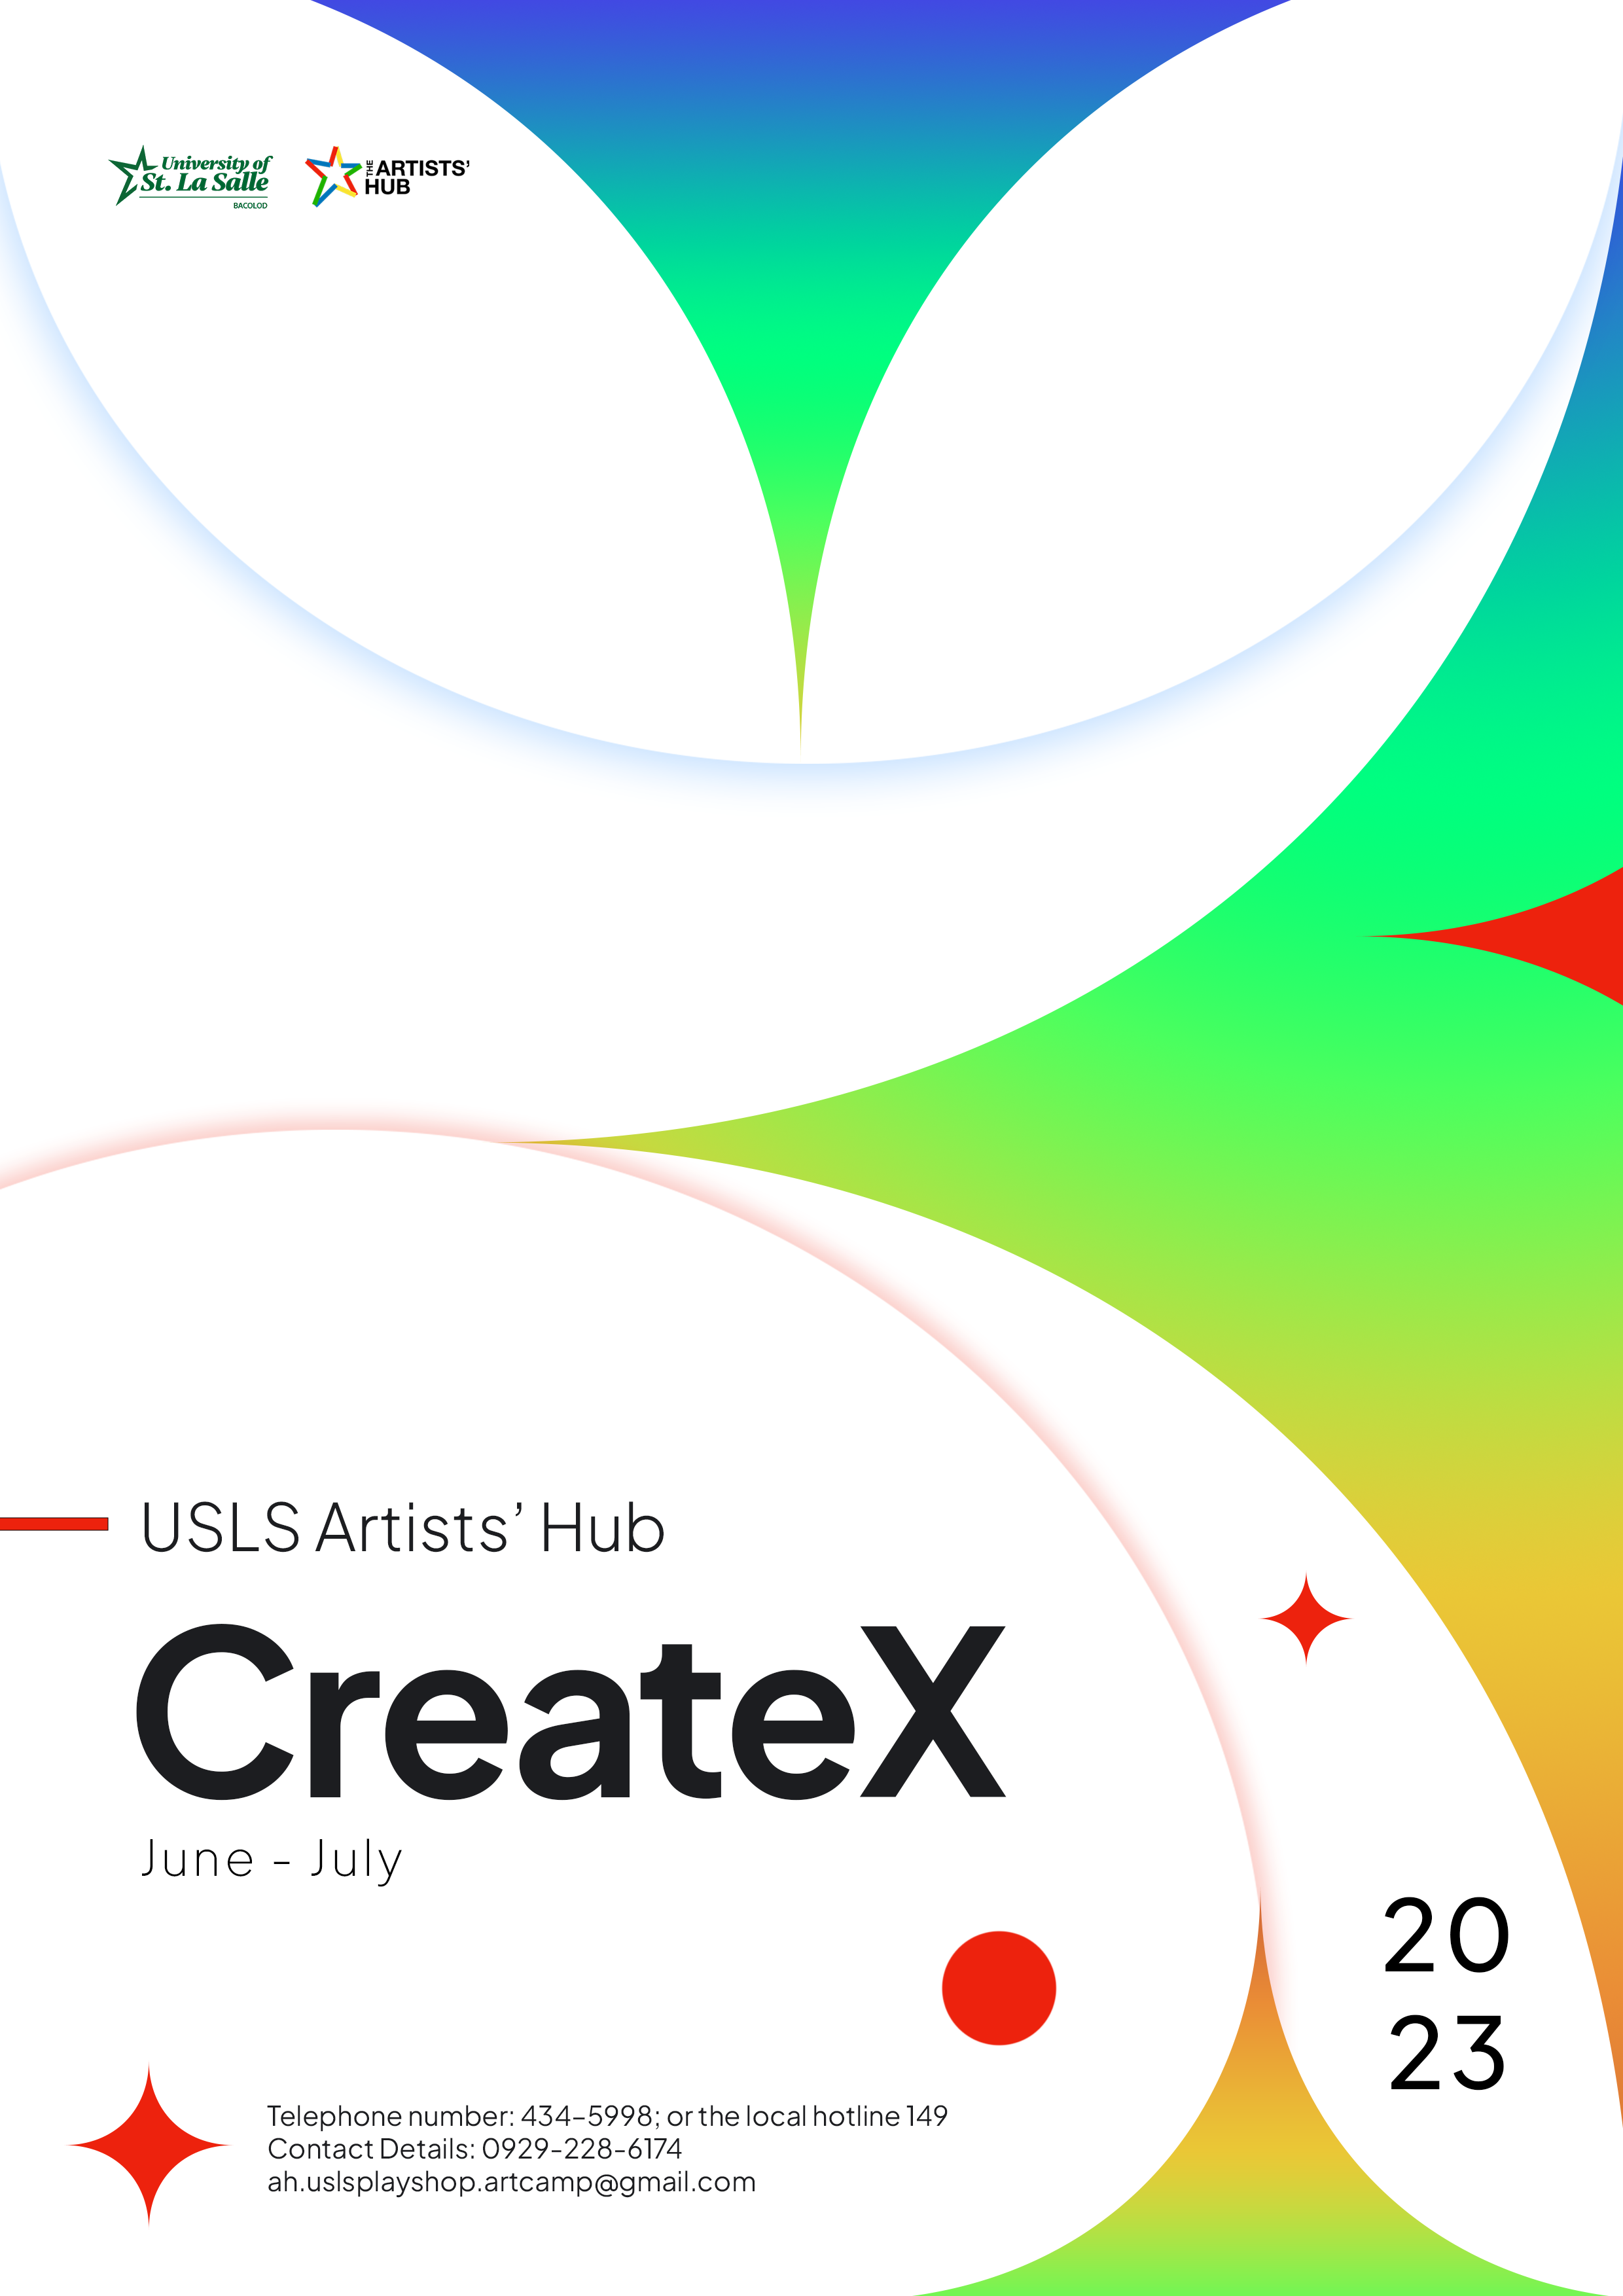 University of
St. La Salle
BACOLOD
THE ARTISTS’
HUB
USLS Artists’ Hub
CreateX
June - July
20
23
Telephone number: 434-5998; or the local hotline 149
Contact Details: 0929-228-6174
ah.uslsplayshop.artcamp@gmail.com